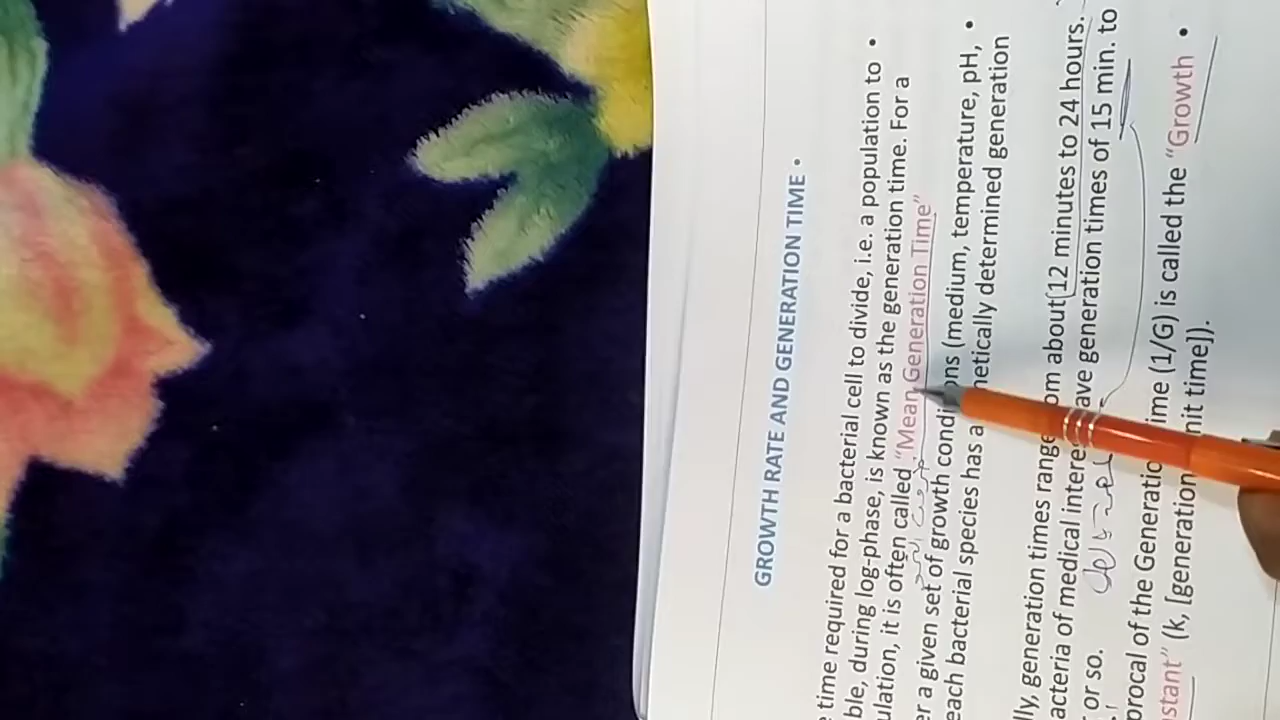 GROWTH RATE AND GENERATION TIME •
time required for a bacterial cell to divide, i.e. a population to •
ble, during log-phase, is known as the generation time. For a
ulation, it is often called "Mean Generation Time"
er a given set of growth conditions (medium, temperature, pH, •
each bacterial species has a netically determined generation
lly, generation times range om about (12 minutes to 24 hours.
acteria of medical interes ave generation times of 15 min. to
or so.
procal of the Generatio ime (1/G) is called the "Growth •
stant" (k, [generation nit time]).